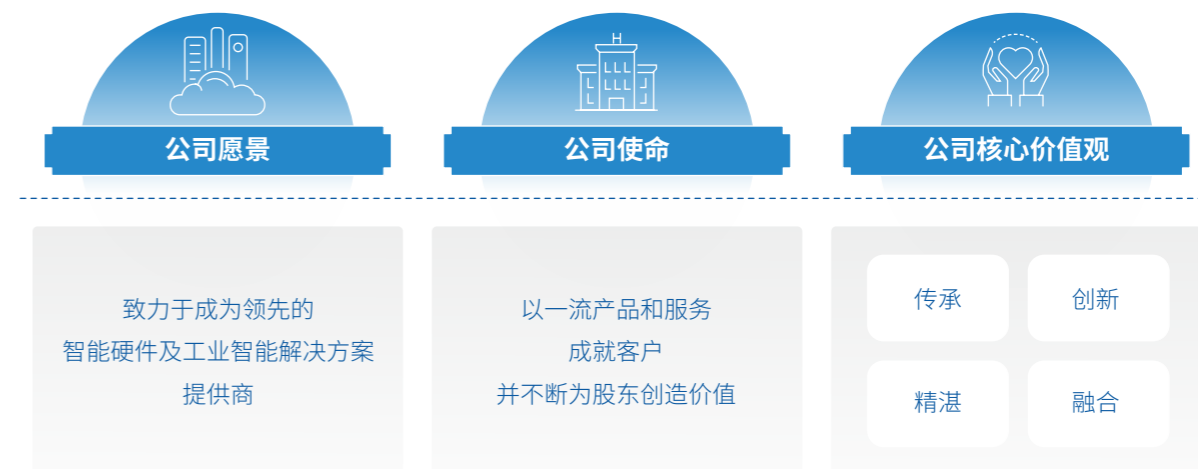 公司愿景
致力于成为领先的
智能硬件及工业智能解决方案
提供商
公司使命
以一流产品和服务
成就客户
并不断为股东创造价值
公司核心价值观
传承
创新
精湛
融合